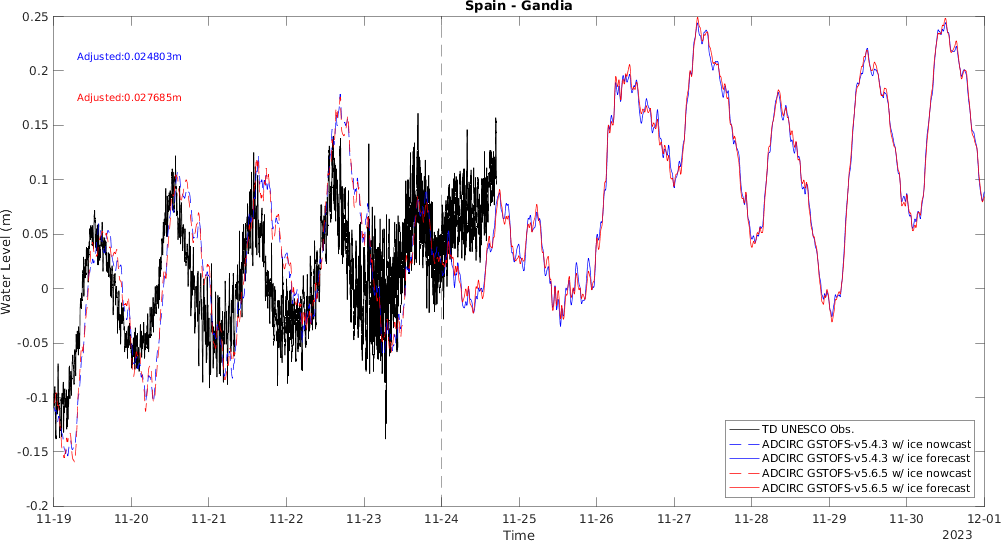 Spain - Gandia
Adjusted:0.024803m
Adjusted:0.027685m
Water Level (m)
0.25
0.2
0.15
0.1
0.05
0
-0.05
-0.1
-0.15
-0.2
TD UNESCO Obs.
ADCIRC GSTOFS-v5.4.3 w/ ice nowcast
ADCIRC GSTOFS-v5.4.3 w/ ice forecast
ADCIRC GSTOFS-v5.6.5 w/ ice nowcast
ADCIRC GSTOFS-v5.6.5 w/ ice forecast
11-19 11-20 11-21 11-22 11-23 11-24 11-25 11-26 11-27 11-28 11-29 11-30 12-01
Time
2023